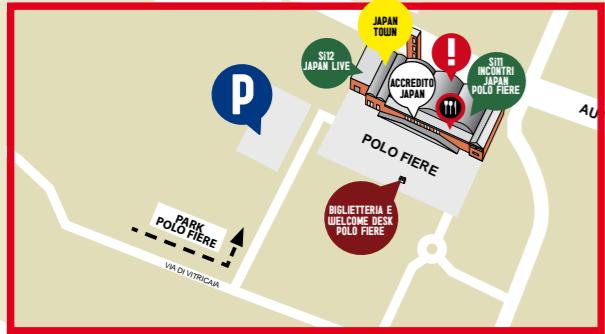 JAPAN
TOWN
Si12
JAPAN LIVE
!
Si11
INCONTRI
JAPAN
POLO FIERE
ACCREDITO
JAPAN
P
AU
POLO FIERE
BIGLIETTERIA E
WELCOME DESK
POLO FIERE
PARK
POLO FIERE
VIA DI VITRICAIA